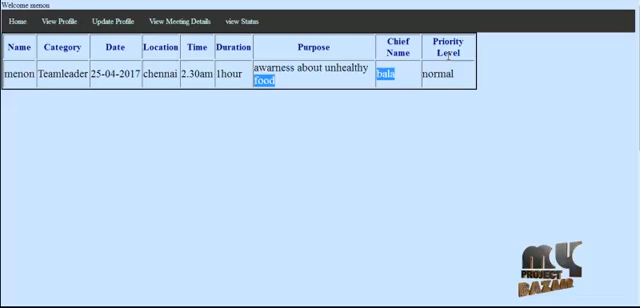 Welcome menon
Home View Profile Update Profile View Meeting Details view Status
Name Category Date Location Time Duration Purpose Chief Name Priority Level
menon Teamleader 25-04-2017 chennai 2.30am 1hour awarness about unhealthy food bala normal
my
PROJECT
BAZAAR